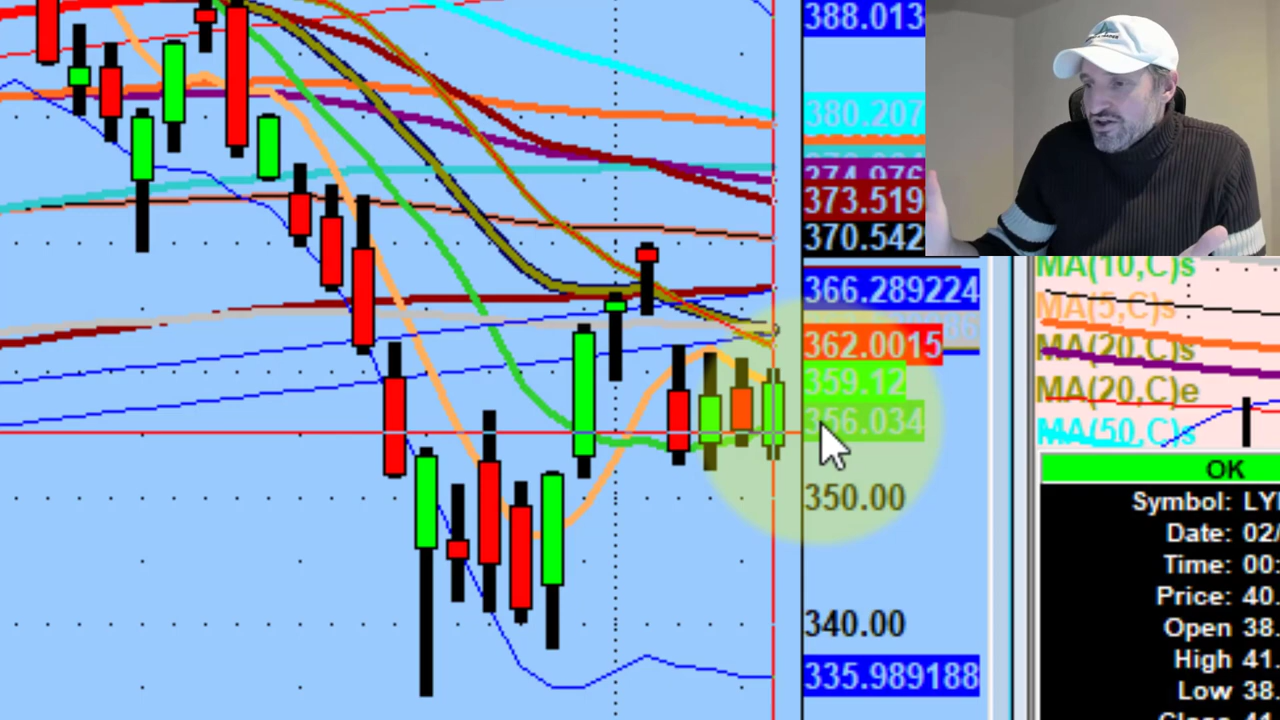 388.013
380.207
374.976
373.519
370.542
366.289224
362.0015
359.12
356.034
350.00
340.00
335.989188
MA(10,C)s
MA(5,C)s
MA(20,C)s
MA(20,C)e
MA(50,C)s
OK
Symbol: LY
Date: 02/
Time: 00:
Price: 40.
Open 38.
High 41.
Low 38.